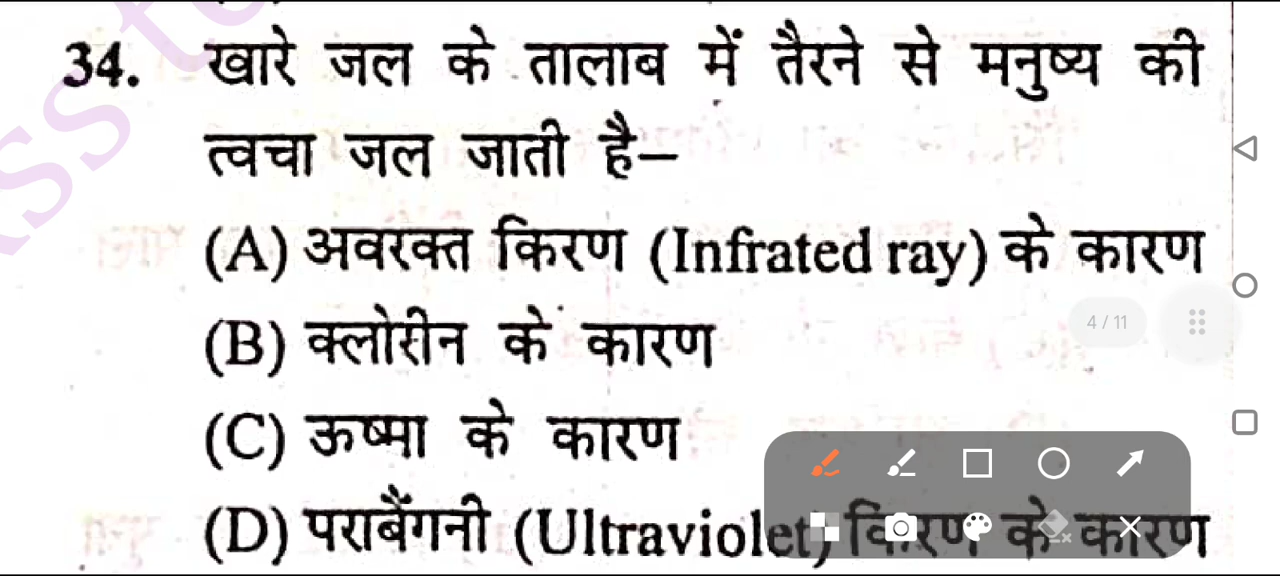 34. खारे जल के तालाब में तैरने से मनुष्य की
त्वचा जल जाती है–
(A) अवरक्त किरण (Infrated ray) के कारण
(B) क्लोरीन के कारण
4 / 11
(C) ऊष्मा के कारण
(D) पराबैंगनी (Ultraviolet) किरण के कारण